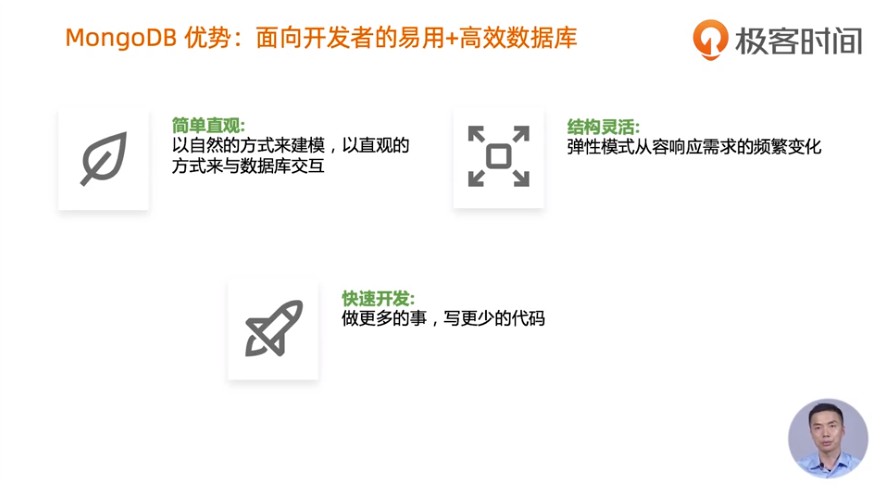 MongoDB 优势：面向开发者的易用+高效数据库
极客时间
简单直观:
以自然的方式来建模，以直观的
方式来与数据库交互
结构灵活:
弹性模式从容响应需求的频繁变化
快速开发:
做更多的事，写更少的代码